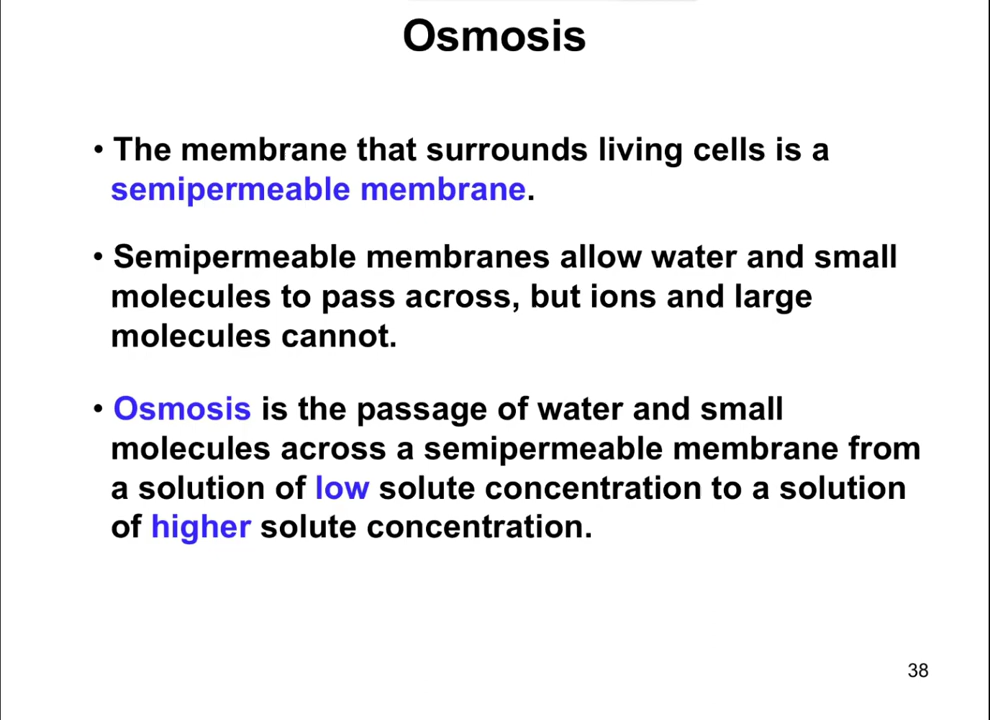 Osmosis
• The membrane that surrounds living cells is a
semipermeable membrane.
• Semipermeable membranes allow water and small
molecules to pass across, but ions and large
molecules cannot.
• Osmosis is the passage of water and small
molecules across a semipermeable membrane from
a solution of low solute concentration to a solution
of higher solute concentration.
38